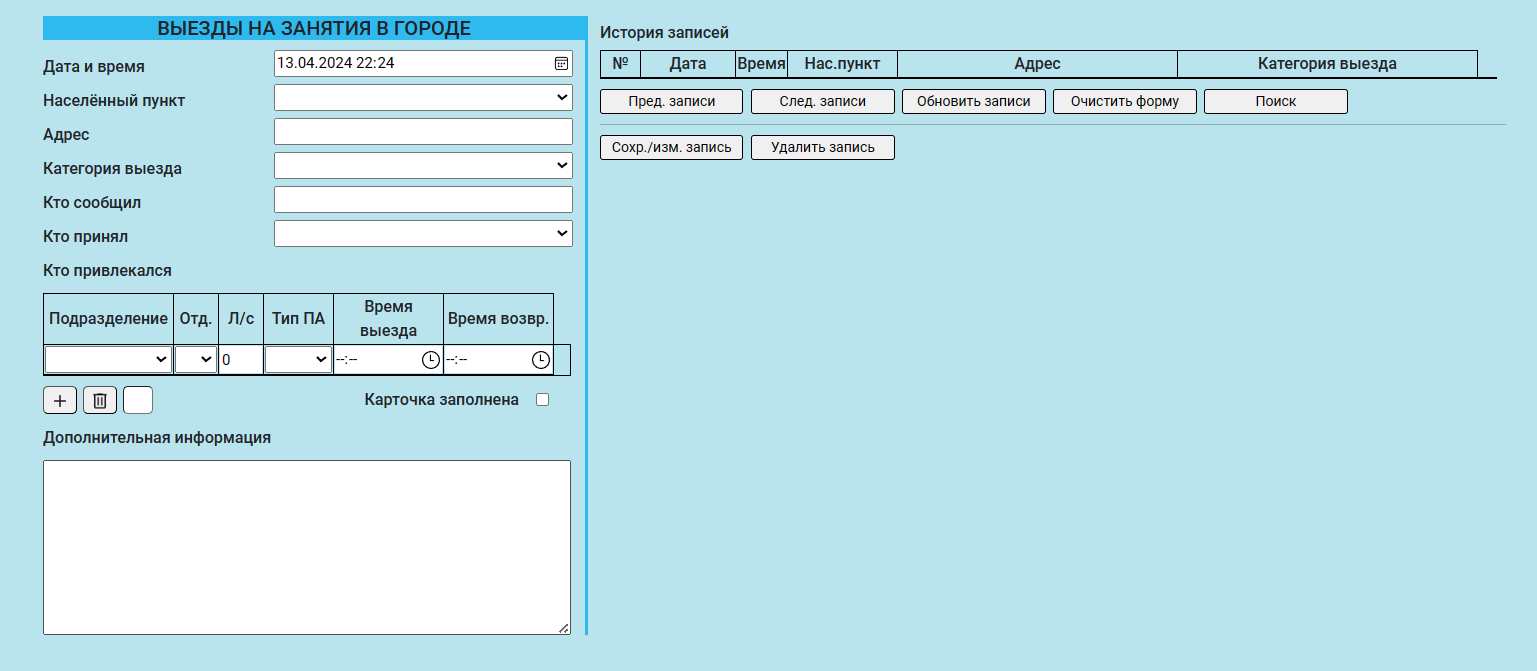 ВЫЕЗДЫ НА ЗАНЯТИЯ В ГОРОДЕ
Дата и время
13.04.2024 22:24
Населённый пункт
Адрес
Категория выезда
Кто сообщил
Кто принял
Кто привлекался
Подразделение Отд. Л/с Тип ПА Время выезда Время возвр.
0 --:-- --:--
Карточка заполнена
Дополнительная информация
История записей
№ Дата Время Нас.пункт Адрес Категория выезда
Пред. записи След. записи Обновить записи Очистить форму Поиск
Сохр./изм. запись Удалить запись